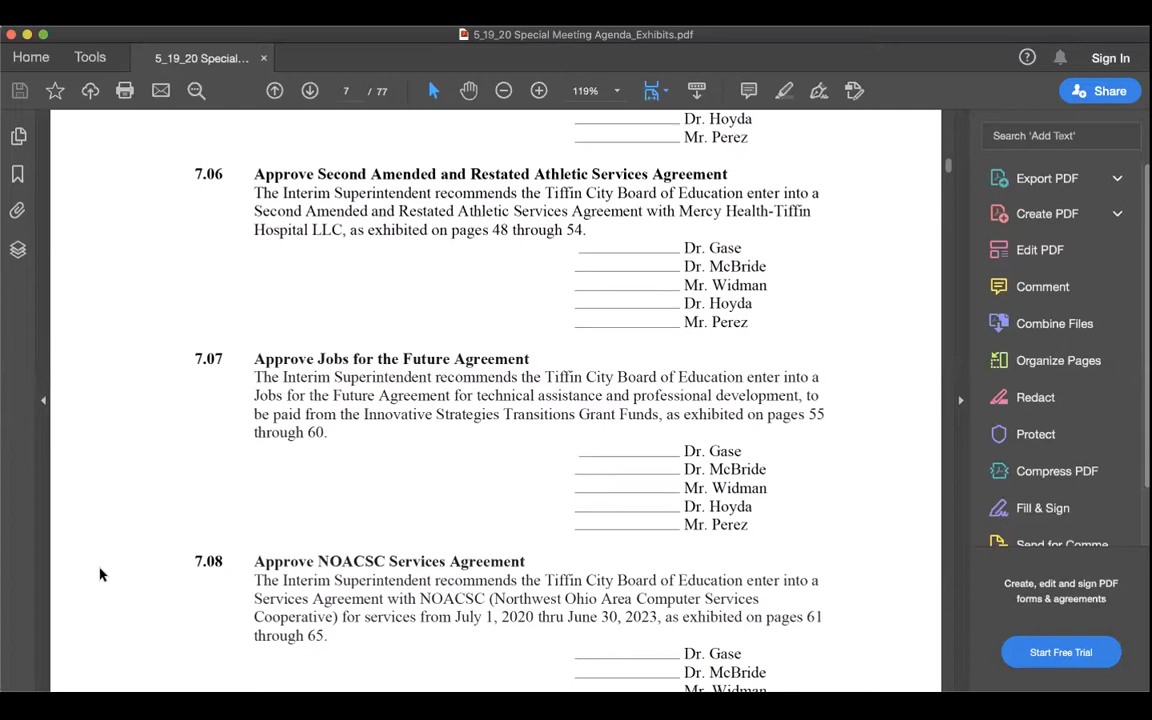 5_19_20 Special Meeting Agenda_Exhibits.pdf
Home
Tools
5_19_20 Special...
×
?
Sign In
7 / 77
119%
Share
Dr. Hoyda
Mr. Perez
7.06 Approve Second Amended and Restated Athletic Services Agreement
The Interim Superintendent recommends the Tiffin City Board of Education enter into a
Second Amended and Restated Athletic Services Agreement with Mercy Health-Tiffin
Hospital LLC, as exhibited on pages 48 through 54.
Dr. Gase
Dr. McBride
Mr. Widman
Dr. Hoyda
Mr. Perez
7.07 Approve Jobs for the Future Agreement
The Interim Superintendent recommends the Tiffin City Board of Education enter into a
Jobs for the Future Agreement for technical assistance and professional development, to
be paid from the Innovative Strategies Transitions Grant Funds, as exhibited on pages 55
through 60.
Dr. Gase
Dr. McBride
Mr. Widman
Dr. Hoyda
Mr. Perez
7.08 Approve NOACSC Services Agreement
The Interim Superintendent recommends the Tiffin City Board of Education enter into a
Services Agreement with NOACSC (Northwest Ohio Area Computer Services
Cooperative) for services from July 1, 2020 thru June 30, 2023, as exhibited on pages 61
through 65.
Dr. Gase
Dr. McBride
Mr. Widman
Search 'Add Text'
Export PDF
Create PDF
Edit PDF
Comment
Combine Files
Organize Pages
Redact
Protect
Compress PDF
Fill & Sign
Send for Comme
Create, edit and sign PDF
forms & agreements
Start Free Trial